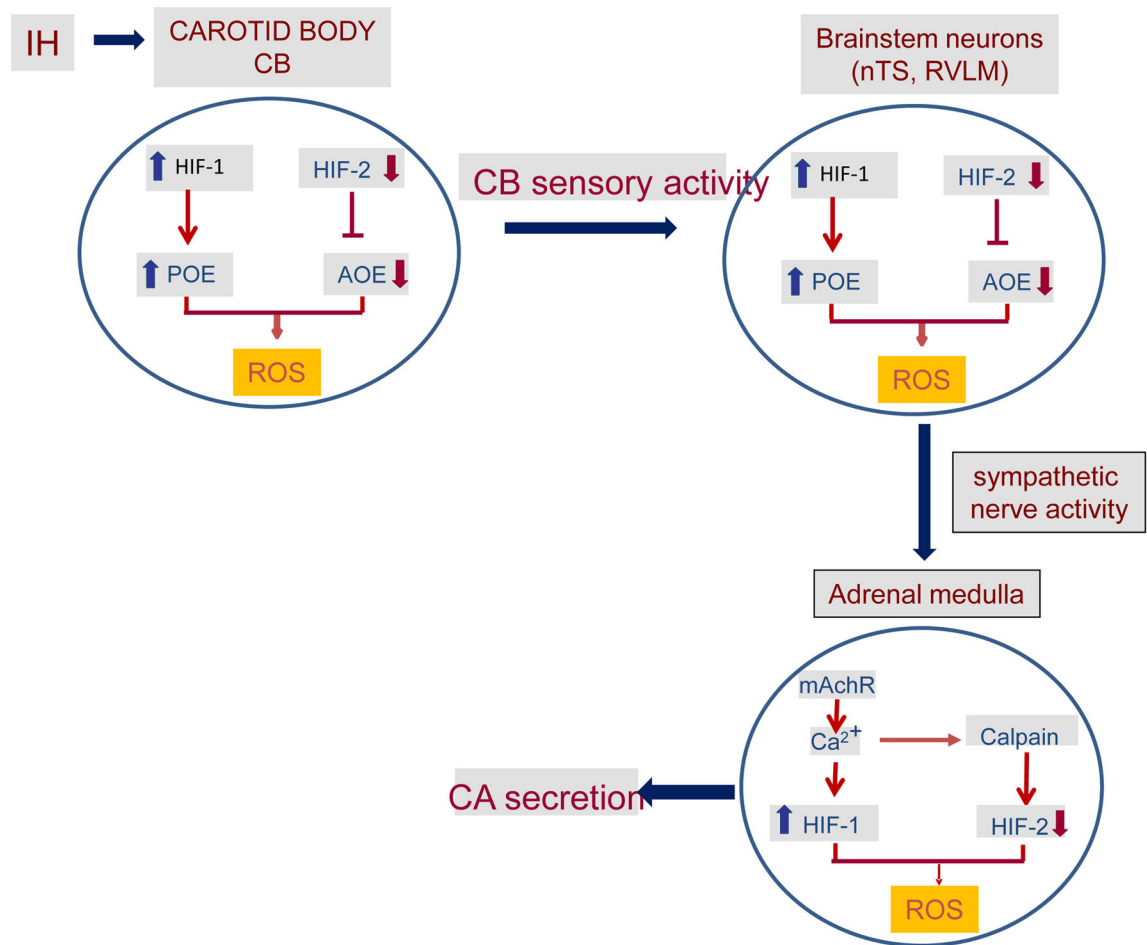 IH
CAROTID BODY
CB
HIF-1
HIF-2
POE
AOE
ROS
CB sensory activity
Brainstem neurons
(nTS, RVLM)
HIF-1
HIF-2
POE
AOE
ROS
sympathetic
nerve activity
Adrenal medulla
mAchR
Ca²⁺
Calpain
HIF-1
HIF-2
ROS
CA secretion